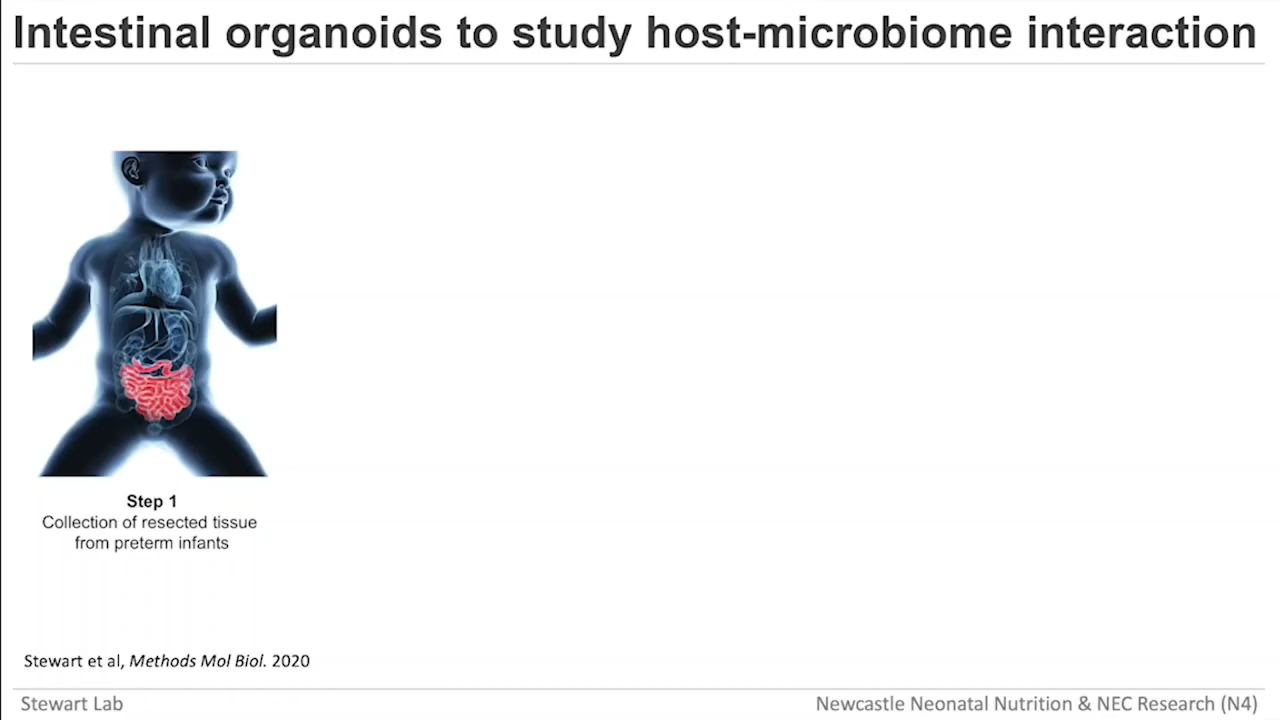 Intestinal organoids to study host-microbiome interaction
Step 1
Collection of resected tissue
from preterm infants
Stewart et al, Methods Mol Biol. 2020
Stewart Lab
Newcastle Neonatal Nutrition & NEC Research (N4)